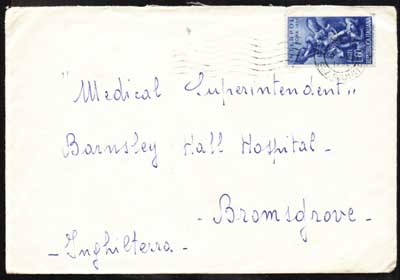 "Medical Superintendent"
Barnsley Hall Hospital -
- Bromsgrove -
- Inghilterra -